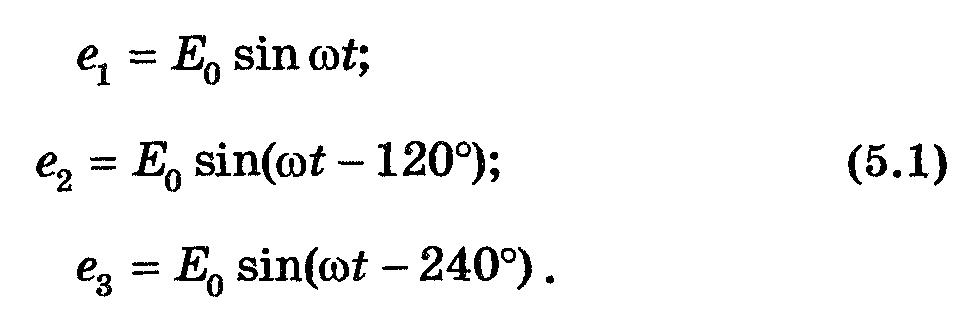 e₁ = E₀ sin ωt;
e₂ = E₀ sin(ωt – 120°); (5.1)
e₃ = E₀ sin(ωt – 240°) .